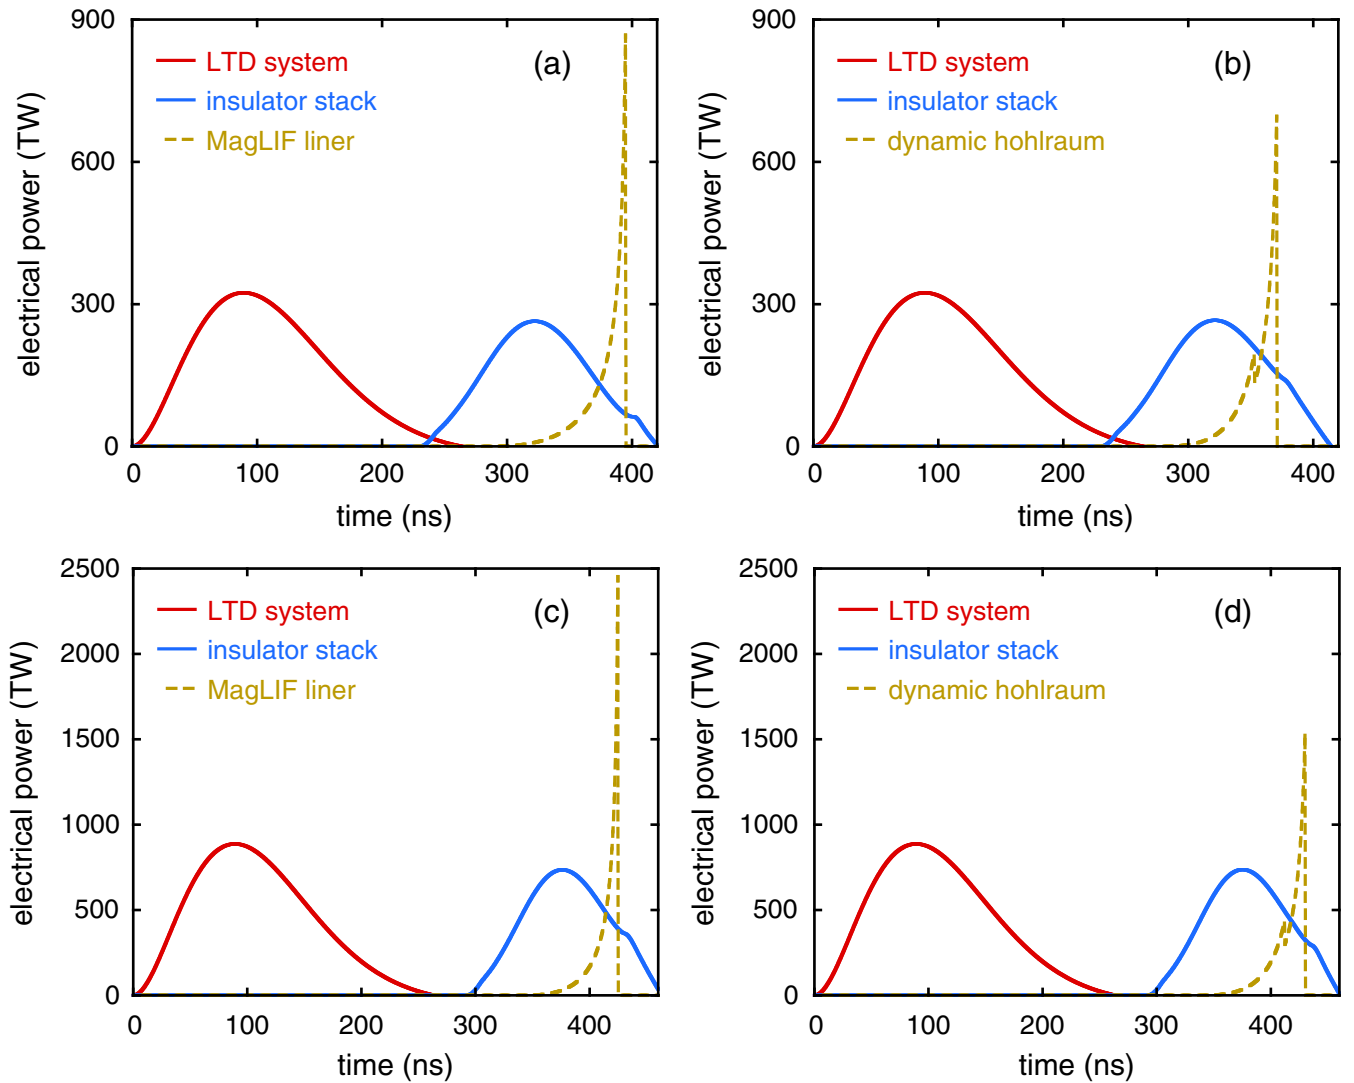 (a)
LTD system
insulator stack
MagLIF liner
electrical power (TW)
900
600
300
0
0 100 200 300 400
time (ns)
(b)
LTD system
insulator stack
dynamic hohlraum
electrical power (TW)
900
600
300
0
0 100 200 300 400
time (ns)
(c)
LTD system
insulator stack
MagLIF liner
electrical power (TW)
2500
2000
1500
1000
500
0
0 100 200 300 400
time (ns)
(d)
LTD system
insulator stack
dynamic hohlraum
electrical power (TW)
2500
2000
1500
1000
500
0
0 100 200 300 400
time (ns)